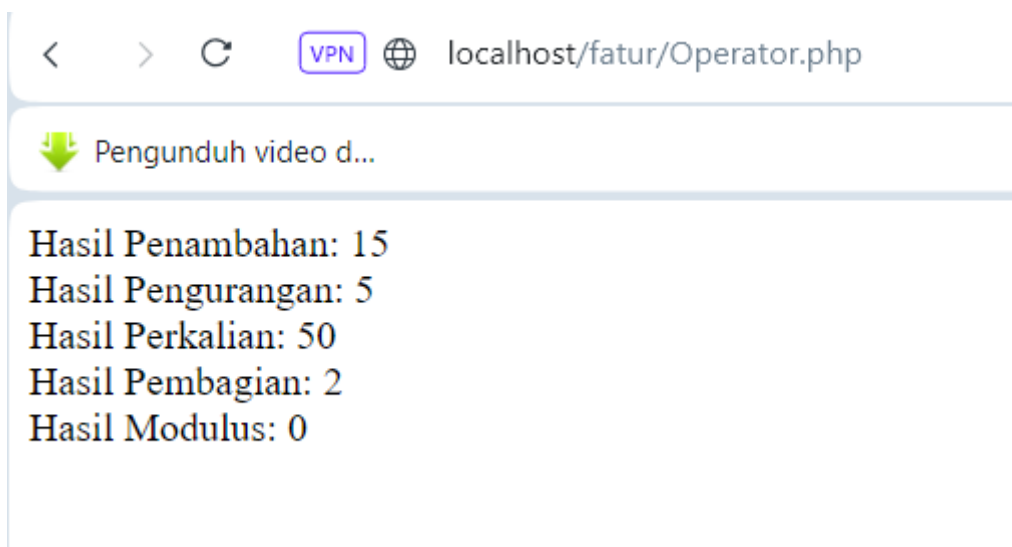 VPN localhost/fatur/Operator.php
Pengunduh video d...
Hasil Penambahan: 15
Hasil Pengurangan: 5
Hasil Perkalian: 50
Hasil Pembagian: 2
Hasil Modulus: 0